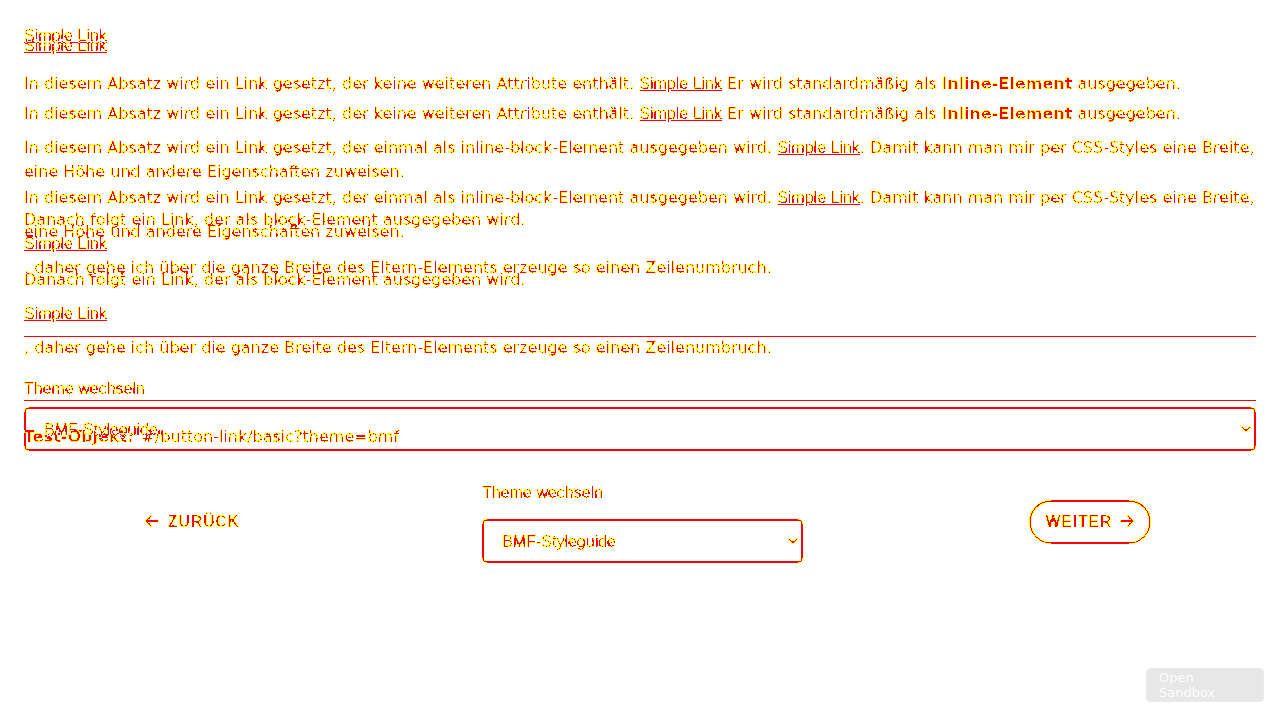 Simple Link
Simple Link
In diesem Absatz wird ein Link gesetzt, der keine weiteren Attribute enthält. Simple Link Er wird standardmäßig als Inline-Element ausgegeben.
In diesem Absatz wird ein Link gesetzt, der keine weiteren Attribute enthält. Simple Link Er wird standardmäßig als Inline-Element ausgegeben.
In diesem Absatz wird ein Link gesetzt, der einmal als inline-block-Element ausgegeben wird. Simple Link. Damit kann man mir per CSS-Styles eine Breite,
eine Höhe und andere Eigenschaften zuweisen.
In diesem Absatz wird ein Link gesetzt, der einmal als inline-block-Element ausgegeben wird. Simple Link. Damit kann man mir per CSS-Styles eine Breite,
Danach folgt ein Link, der als block-Element ausgegeben wird.
eine Höhe und andere Eigenschaften zuweisen.
Simple Link
, daher gehe ich über die ganze Breite des Eltern-Elements erzeuge so einen Zeilenumbruch.
Danach folgt ein Link, der als block-Element ausgegeben wird.
Simple Link
, daher gehe ich über die ganze Breite des Eltern-Elements erzeuge so einen Zeilenumbruch.
Theme wechseln
BMF-Styleguide
Test-Objekt: #/button-link/basic?theme=bmf
Theme wechseln
← ZURÜCK
BMF-Styleguide
WEITER →
Open
Sandbox